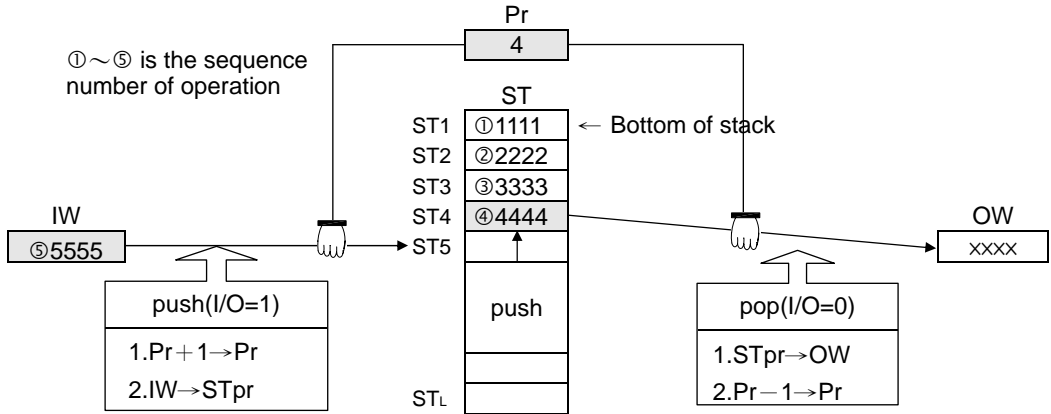 Pr
4
①～⑤ is the sequence
number of operation
ST
ST1 ①1111 ← Bottom of stack
ST2 ②2222
ST3 ③3333
ST4 ④4444
ST5
IW
⑤5555
OW
××××
push(I/O=1)
1.Pr＋1→Pr
2.IW→STpr
push
pop(I/O=0)
1.STpr→OW
2.Pr－1→Pr
STL